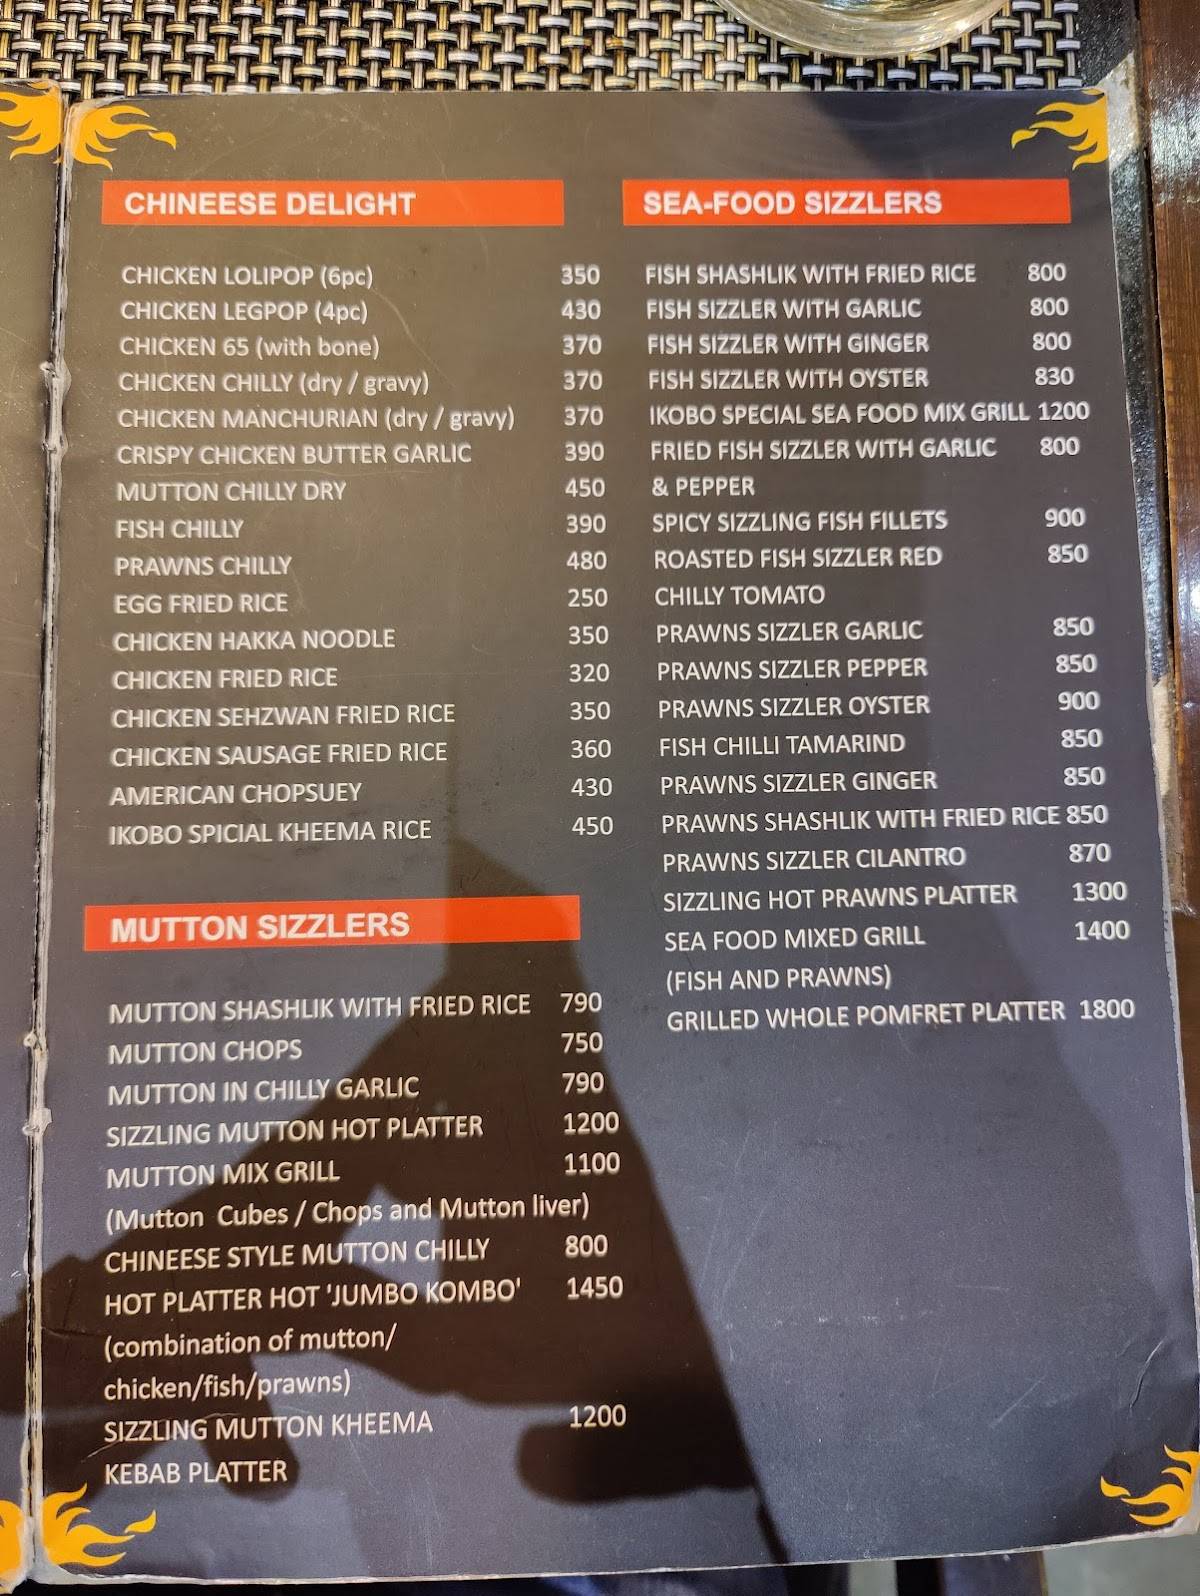 CHINEESE DELIGHT
CHICKEN LOLIPOP (6pc) 350
CHICKEN LEGPOP (4pc) 430
CHICKEN 65 (with bone) 370
CHICKEN CHILLY (dry / gravy) 370
CHICKEN MANCHURIAN (dry / gravy) 370
CRISPY CHICKEN BUTTER GARLIC 390
MUTTON CHILLY DRY 450
FISH CHILLY 390
PRAWNS CHILLY 480
EGG FRIED RICE 250
CHICKEN HAKKA NOODLE 350
CHICKEN FRIED RICE 320
CHICKEN SEHZWAN FRIED RICE 350
CHICKEN SAUSAGE FRIED RICE 360
AMERICAN CHOPSUEY 430
IKOBO SPICIAL KHEEMA RICE 450
MUTTON SIZZLERS
MUTTON SHASHLIK WITH FRIED RICE 790
MUTTON CHOPS 750
MUTTON IN CHILLY GARLIC 790
SIZZLING MUTTON HOT PLATTER 1200
MUTTON MIX GRILL 1100
(Mutton Cubes / Chops and Mutton liver)
CHINEESE STYLE MUTTON CHILLY 800
HOT PLATTER HOT 'JUMBO KOMBO' 1450
(combination of mutton/
chicken/fish/prawns)
SIZZLING MUTTON KHEEMA 1200
KEBAB PLATTER
SEA-FOOD SIZZLERS
FISH SHASHLIK WITH FRIED RICE 800
FISH SIZZLER WITH GARLIC 800
FISH SIZZLER WITH GINGER 800
FISH SIZZLER WITH OYSTER 830
IKOBO SPECIAL SEA FOOD MIX GRILL 1200
FRIED FISH SIZZLER WITH GARLIC 800
& PEPPER
SPICY SIZZLING FISH FILLETS 900
ROASTED FISH SIZZLER RED 850
CHILLY TOMATO
PRAWNS SIZZLER GARLIC 850
PRAWNS SIZZLER PEPPER 850
PRAWNS SIZZLER OYSTER 900
FISH CHILLI TAMARIND 850
PRAWNS SIZZLER GINGER 850
PRAWNS SHASHLIK WITH FRIED RICE 850
PRAWNS SIZZLER CILANTRO 870
SIZZLING HOT PRAWNS PLATTER 1300
SEA FOOD MIXED GRILL 1400
(FISH AND PRAWNS)
GRILLED WHOLE POMFRET PLATTER 1800